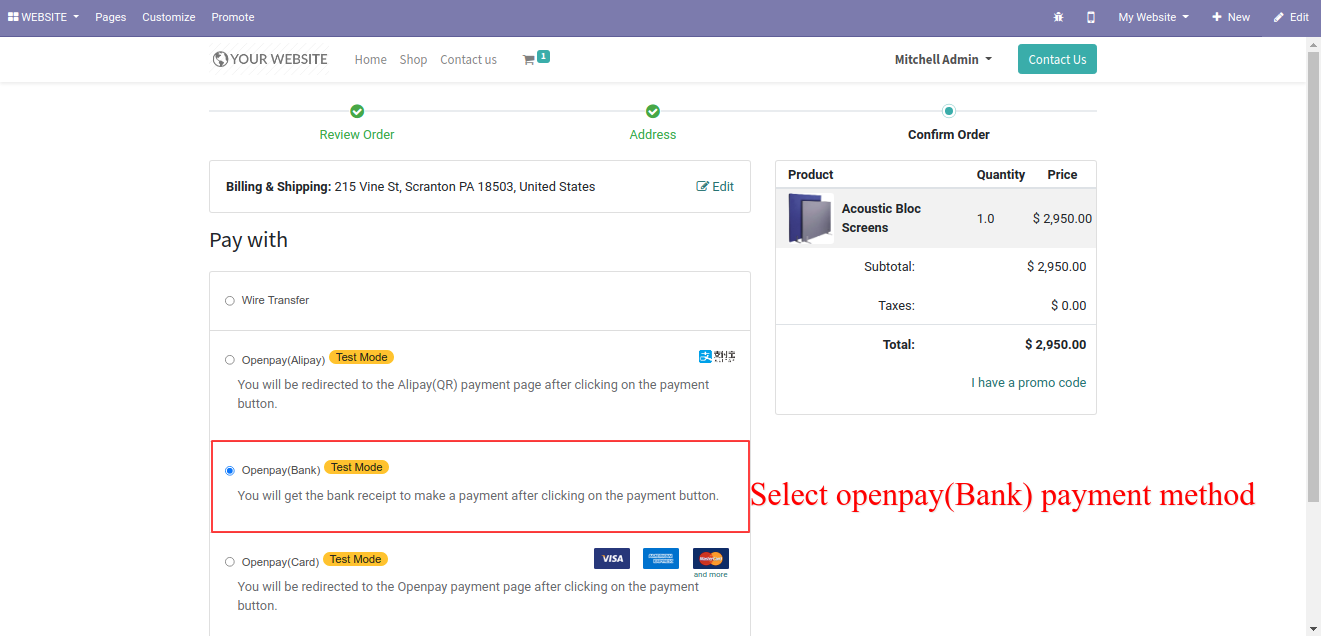 WEBSITE Pages Customize Promote My Website New Edit
YOUR WEBSITE Home Shop Contact us 1 Mitchell Admin Contact Us
Review Order Address Confirm Order
Billing & Shipping: 215 Vine St, Scranton PA 18503, United States Edit
Pay with
Wire Transfer
Openpay(Alipay) Test Mode
支付宝
You will be redirected to the Alipay(QR) payment page after clicking on the payment
button.
Openpay(Bank) Test Mode
You will get the bank receipt to make a payment after clicking on the payment button.
Openpay(Card) Test Mode
VISA AMERICAN EXPRESS MasterCard
and more
You will be redirected to the Openpay payment page after clicking on the payment
button.
Product Quantity Price
Acoustic Bloc
Screens
1.0 $ 2,950.00
Subtotal: $ 2,950.00
Taxes: $ 0.00
Total: $ 2,950.00
I have a promo code
Select openpay(Bank) payment method